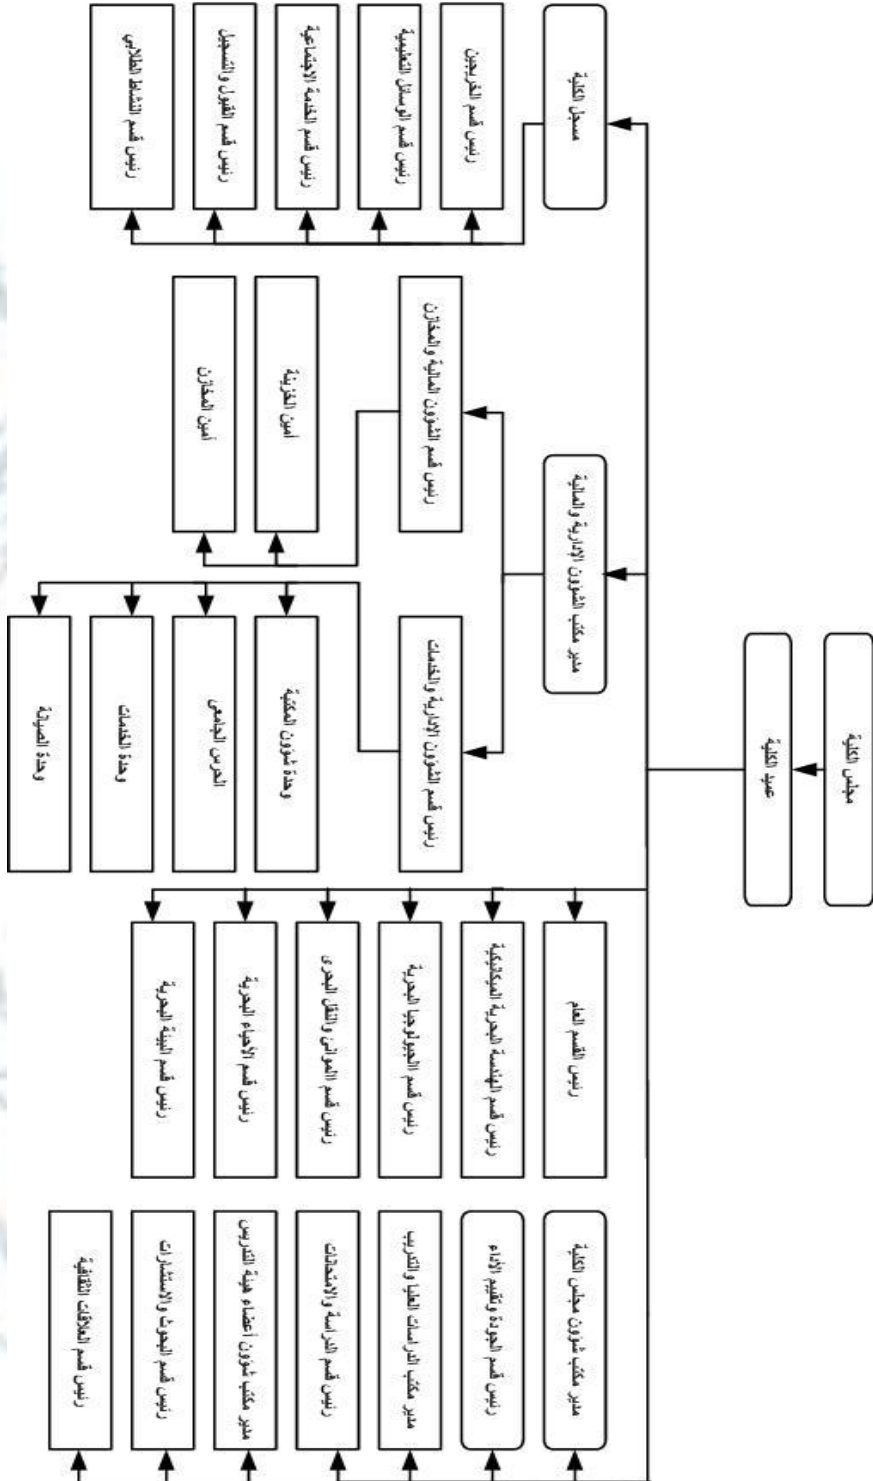 مجلس الكلية
عميد الكلية
مسجل الكلية
رئيس قسم الخريجين
رئيس قسم الوسائل التعليمية
رئيس قسم الخدمة الاجتماعية
رئيس قسم القبول والتسجيل
رئيس قسم النشاط الطلابي
مدير مكتب الشؤون الإدارية والمالية
رئيس قسم الشؤون المالية والمخازن
أمين الخزينة
أمين المخازن
رئيس قسم الشؤون الإدارية والخدمات
وحدة شؤون المكتبة
الحرس الجامعى
وحدة الخدمات
وحدة الصيانة
رئيس القسم العام
رئيس قسم الهندسة البحرية الميكانيكية
رئيس قسم االجيولوجيا البحرية
رئيس قسم االموانئ والنقل البحرى
رئيس قسم الأحياء البحرية
رئيس قسم البيئة البحرية
مدير مكتب شؤون مجلس الكلية
رئيس قسم الجودة وتقييم الأداء
مدير مكتب الدراسات العليا والتدريب
رئيس قسم الدراسة والامتحانات
مدير مكتب شؤون أعضاء هيئة التدريس
رئيس قسم البحوث والاستشارات
رئيس قسم العلاقات الثقافية